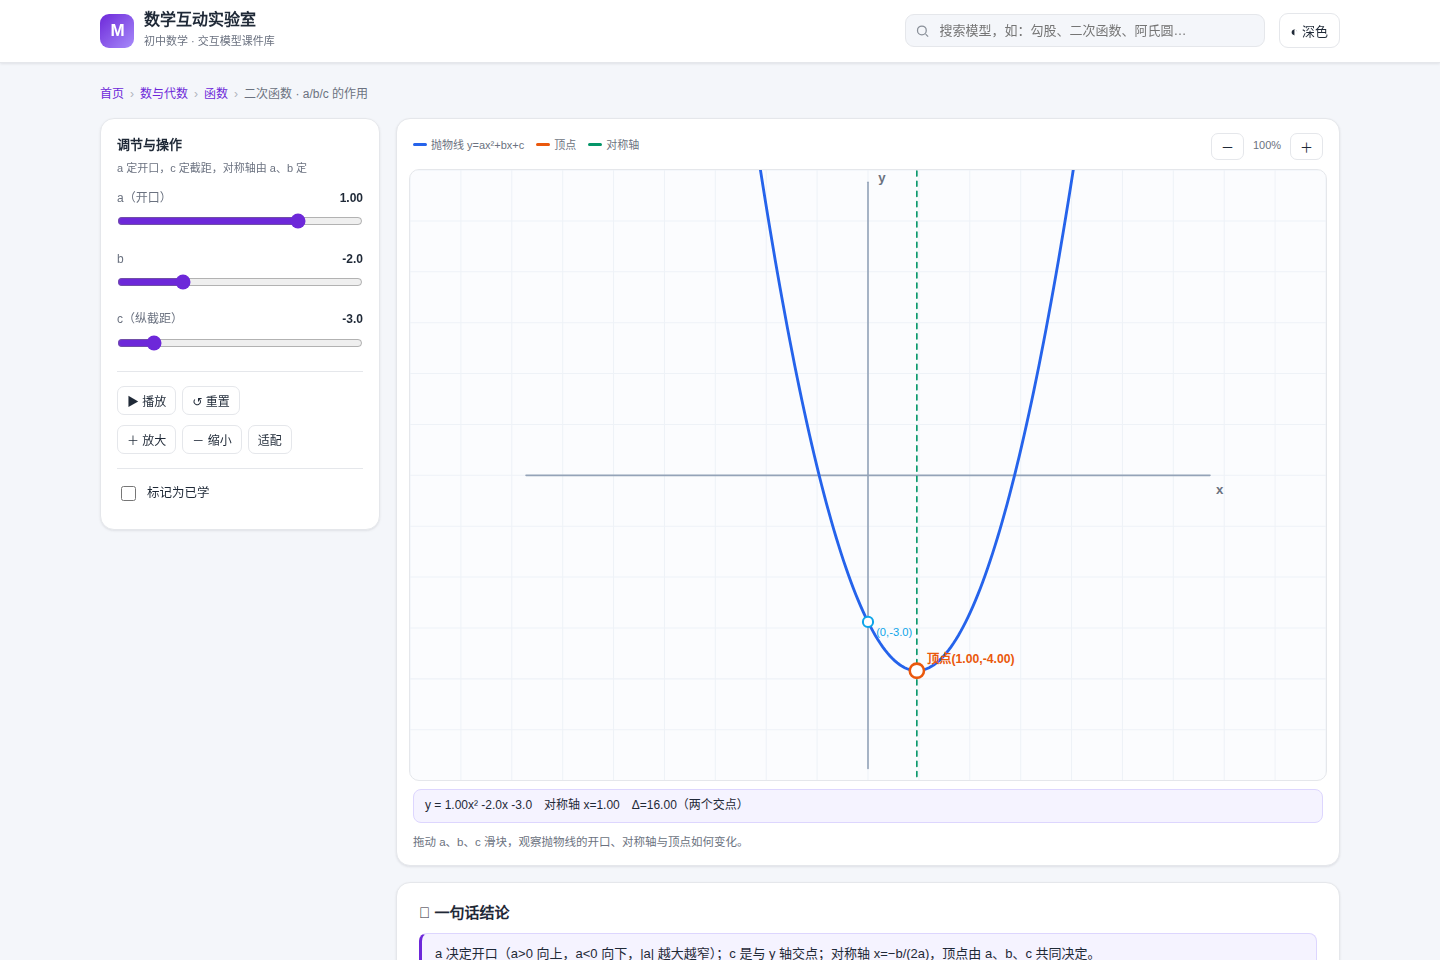 M
数学互动实验室
初中数学 · 交互模型课件库
搜索模型，如：勾股、二次函数、阿氏圆…
深色
首页 › 数与代数 › 函数 › 二次函数 · a/b/c 的作用
调节与操作
a 定开口，c 定截距，对称轴由 a、b 定
a（开口） 1.00
b -2.0
c（纵截距） -3.0
▶ 播放 ↺ 重置
＋ 放大 － 缩小 适配
标记为已学
抛物线 y=ax²+bx+c 顶点 对称轴
－ 100% ＋
y
x
(0,-3.0)
顶点(1.00,-4.00)
y = 1.00x² -2.0x -3.0 对称轴 x=1.00 Δ=16.00（两个交点）
拖动 a、b、c 滑块，观察抛物线的开口、对称轴与顶点如何变化。
一句话结论
a 决定开口（a>0 向上，a<0 向下，|a| 越大越窄）；c 是与 y 轴交点；对称轴 x=−b/(2a)，顶点由 a、b、c 共同决定。